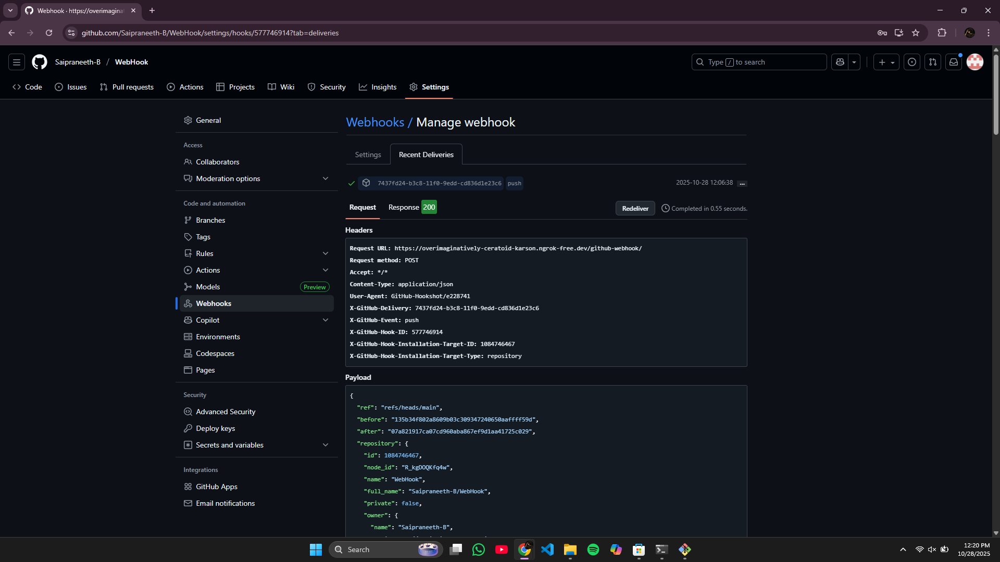 Webhook · https://overimaginat
github.com/Saipraneeth-B/WebHook/settings/hooks/577746914?tab=deliveries
Saipraneeth-B / WebHook
Type / to search
Code
Issues
Pull requests
Actions
Projects
Wiki
Security
Insights
Settings
General
Access
Collaborators
Moderation options
Code and automation
Branches
Tags
Rules
Actions
Models Preview
Webhooks
Copilot
Environments
Codespaces
Pages
Security
Advanced Security
Deploy keys
Secrets and variables
Integrations
GitHub Apps
Email notifications
Webhooks / Manage webhook
Settings
Recent Deliveries
7437fd24-b3c8-11f0-9edd-cd836d1e23c6 push 2025-10-28 12:06:38 ...
Request Response 200 Redeliver Completed in 0.55 seconds.
Headers
Request URL: https://overimaginatively-ceratoid-karson.ngrok-free.dev/github-webhook/
Request method: POST
Accept: */*
Content-Type: application/json
User-Agent: GitHub-Hookshot/e228741
X-GitHub-Delivery: 7437fd24-b3c8-11f0-9edd-cd836d1e23c6
X-GitHub-Event: push
X-GitHub-Hook-ID: 577746914
X-GitHub-Hook-Installation-Target-ID: 1084746467
X-GitHub-Hook-Installation-Target-Type: repository
Payload
{
"ref": "refs/heads/main",
"before": "135b34f802a8609b03c309347240650aaffff59d",
"after": "07a821917ca07cd960aba867ef9d1aa41725c029",
"repository": {
"id": 1084746467,
"node_id": "R_kgDOQKfq4w",
"name": "WebHook",
"full_name": "Saipraneeth-B/WebHook",
"private": false,
"owner": {
"name": "Saipraneeth-B",
Search
12:20 PM
10/28/2025